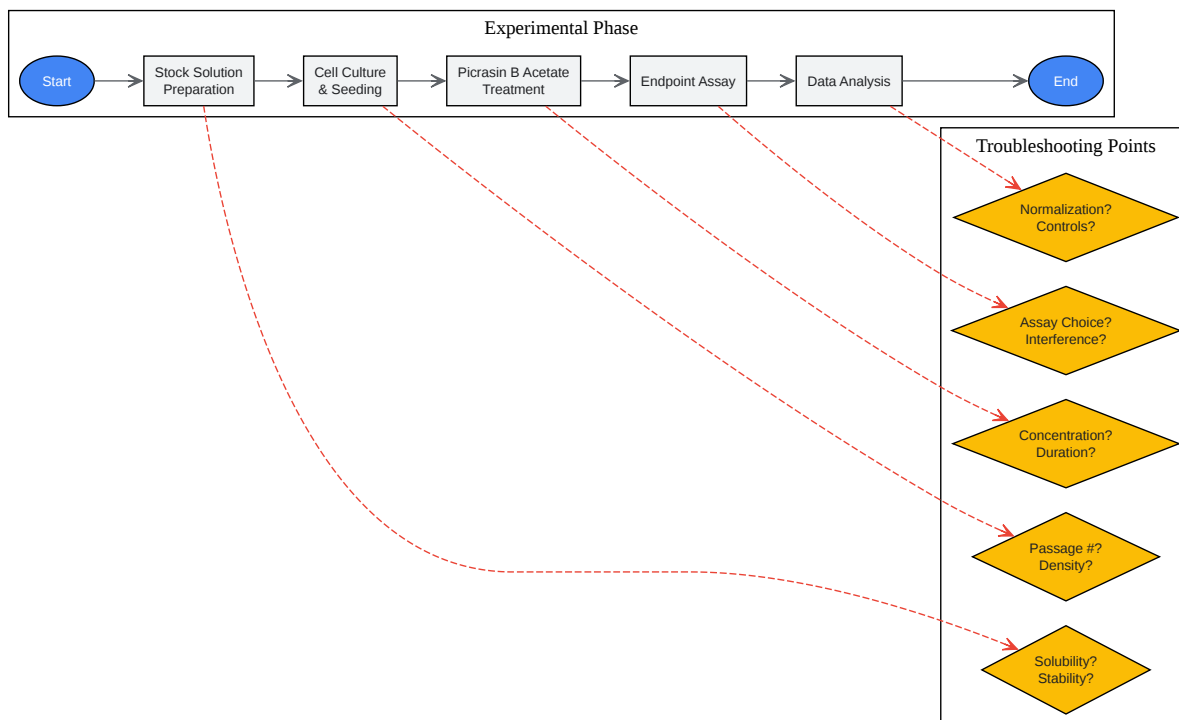 Experimental Phase
Start
Stock Solution
Preparation
Cell Culture
& Seeding
Picrasin B Acetate
Treatment
Endpoint Assay
Data Analysis
End
Troubleshooting Points
Normalization?
Controls?
Assay Choice?
Interference?
Concentration?
Duration?
Passage #?
Density?
Solubility?
Stability?